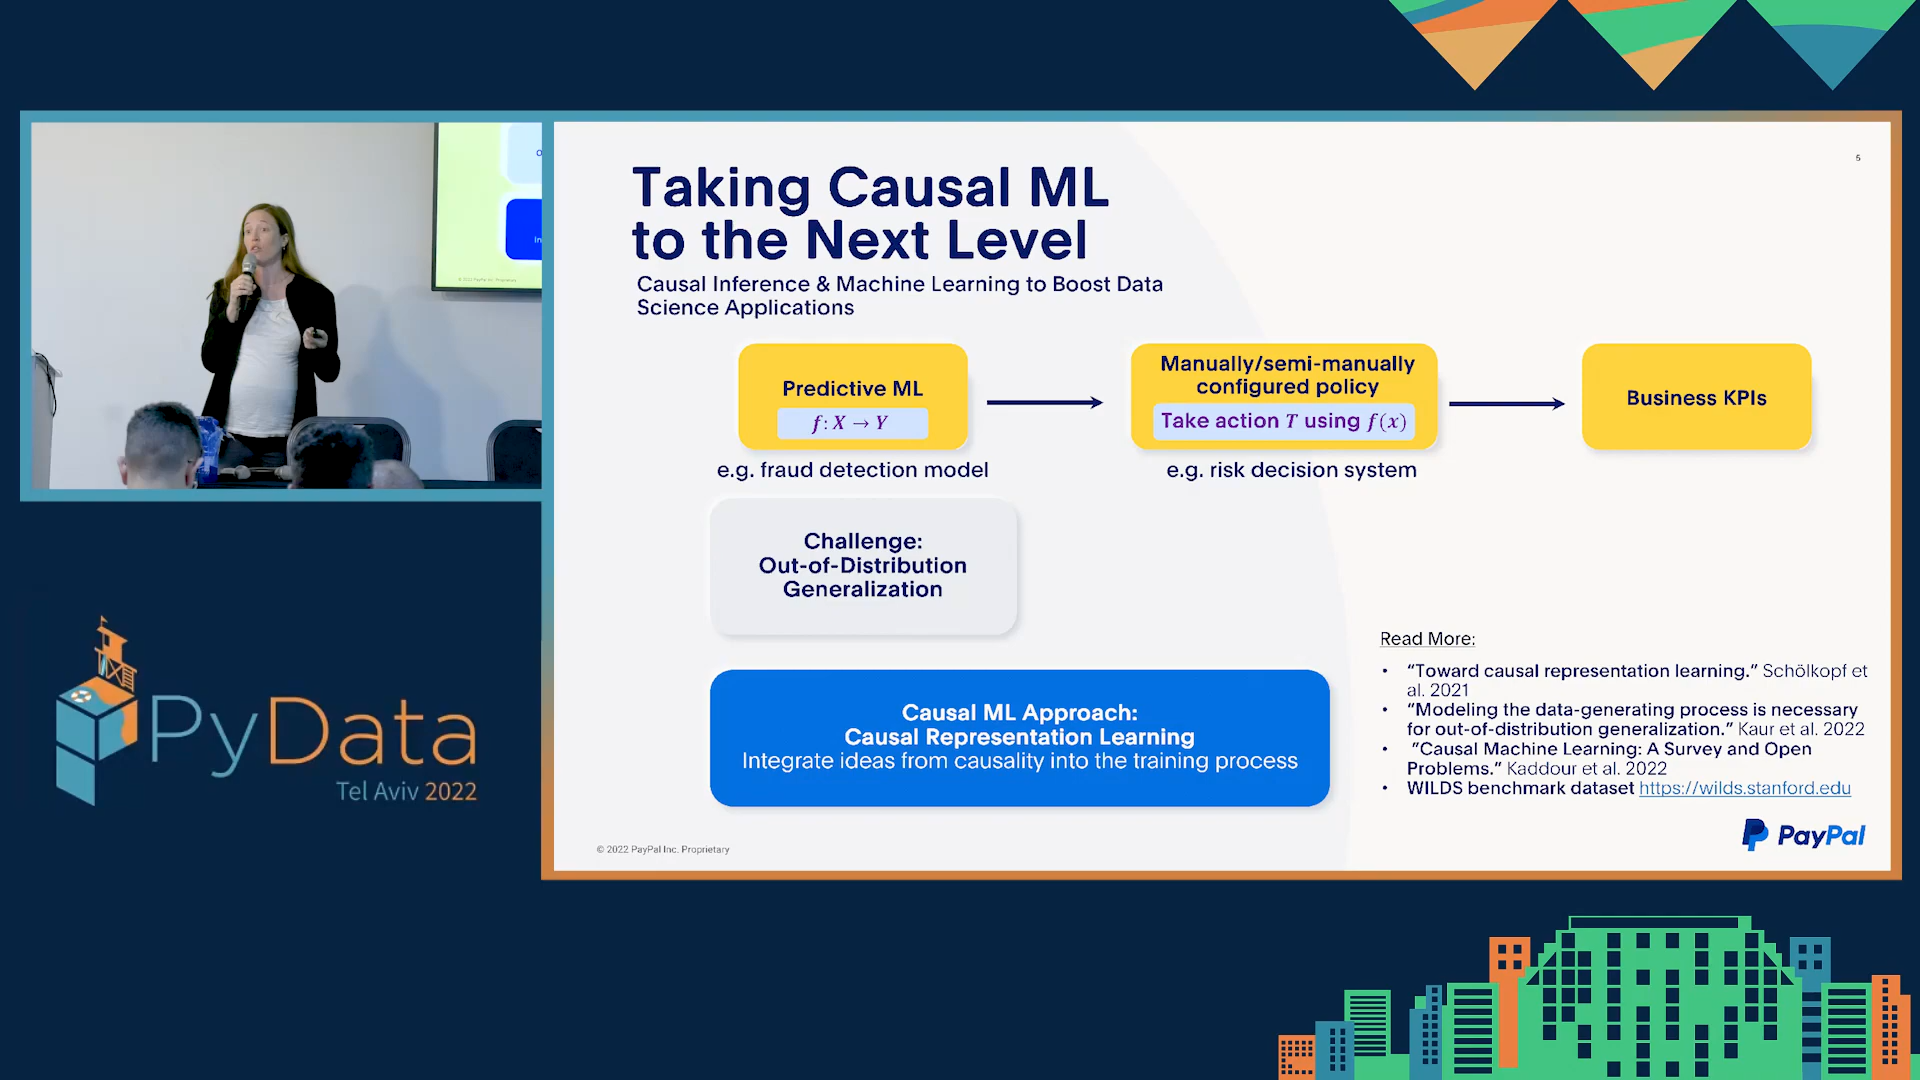 5
Taking Causal ML
to the Next Level
Causal Inference & Machine Learning to Boost Data
Science Applications
Predictive ML
f: X → Y
e.g. fraud detection model
Manually/semi-manually
configured policy
Take action T using f(x)
e.g. risk decision system
Business KPIs
Challenge:
Out-of-Distribution
Generalization
Causal ML Approach:
Causal Representation Learning
Integrate ideas from causality into the training process
Read More:
• “Toward causal representation learning.” Schölkopf et
al. 2021
• “Modeling the data-generating process is necessary
for out-of-distribution generalization.” Kaur et al. 2022
• ”Causal Machine Learning: A Survey and Open
Problems.” Kaddour et al. 2022
• WILDS benchmark dataset https://wilds.stanford.edu
© 2022 PayPal Inc. Proprietary
PayPal
PyData
Tel Aviv 2022